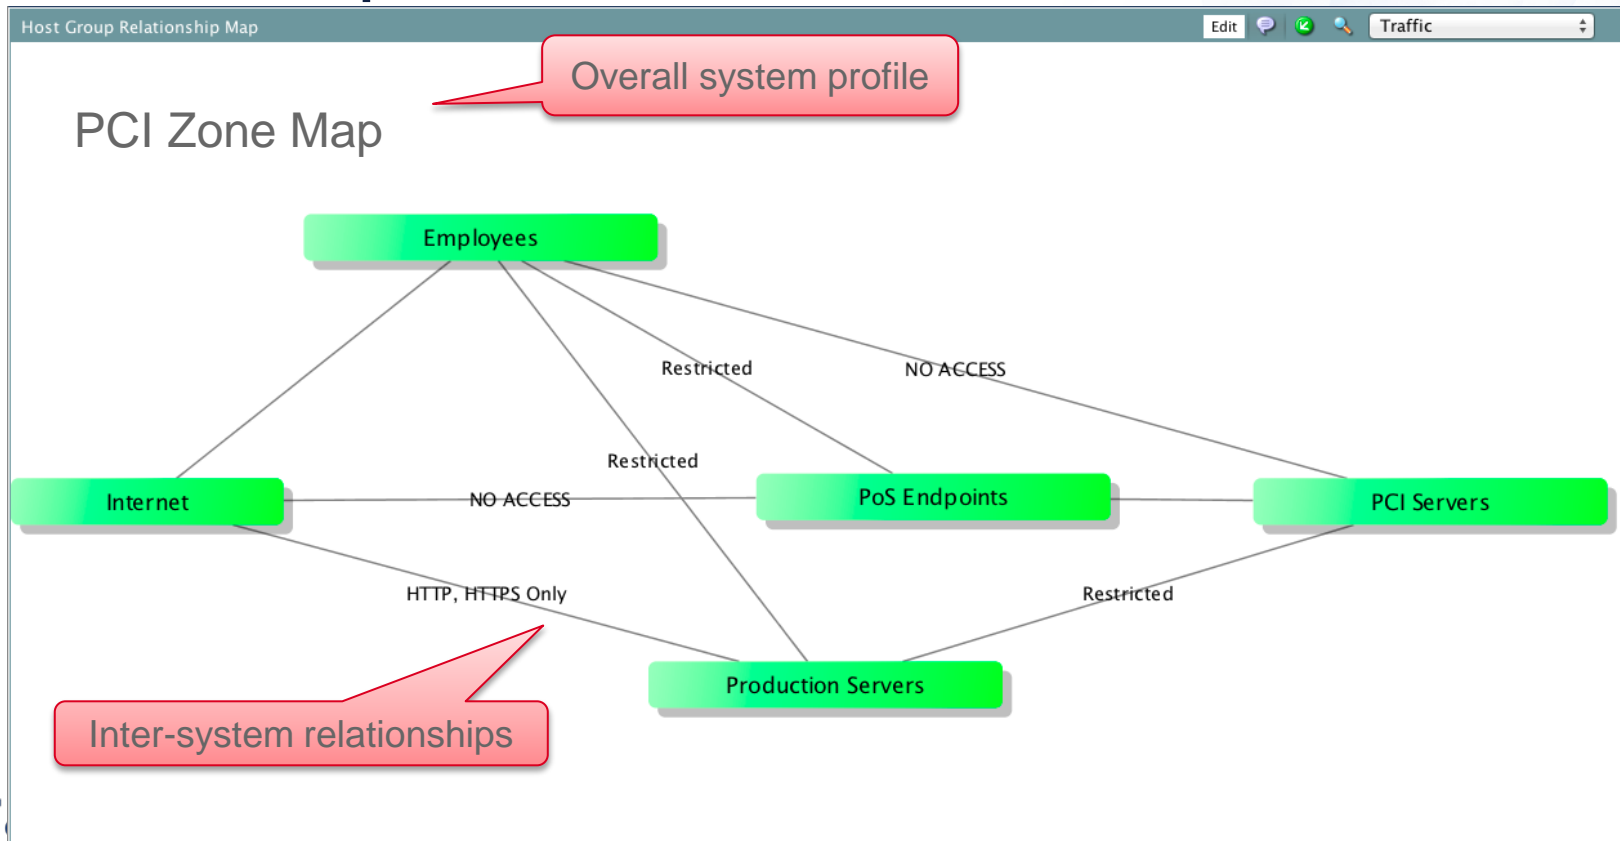 Host Group Relationship Map
Edit
Traffic
Overall system profile
PCI Zone Map
Employees
Restricted
NO ACCESS
Restricted
Internet
NO ACCESS
PoS Endpoints
PCI Servers
HTTP, HTTPS Only
Restricted
Production Servers
Inter-system relationships